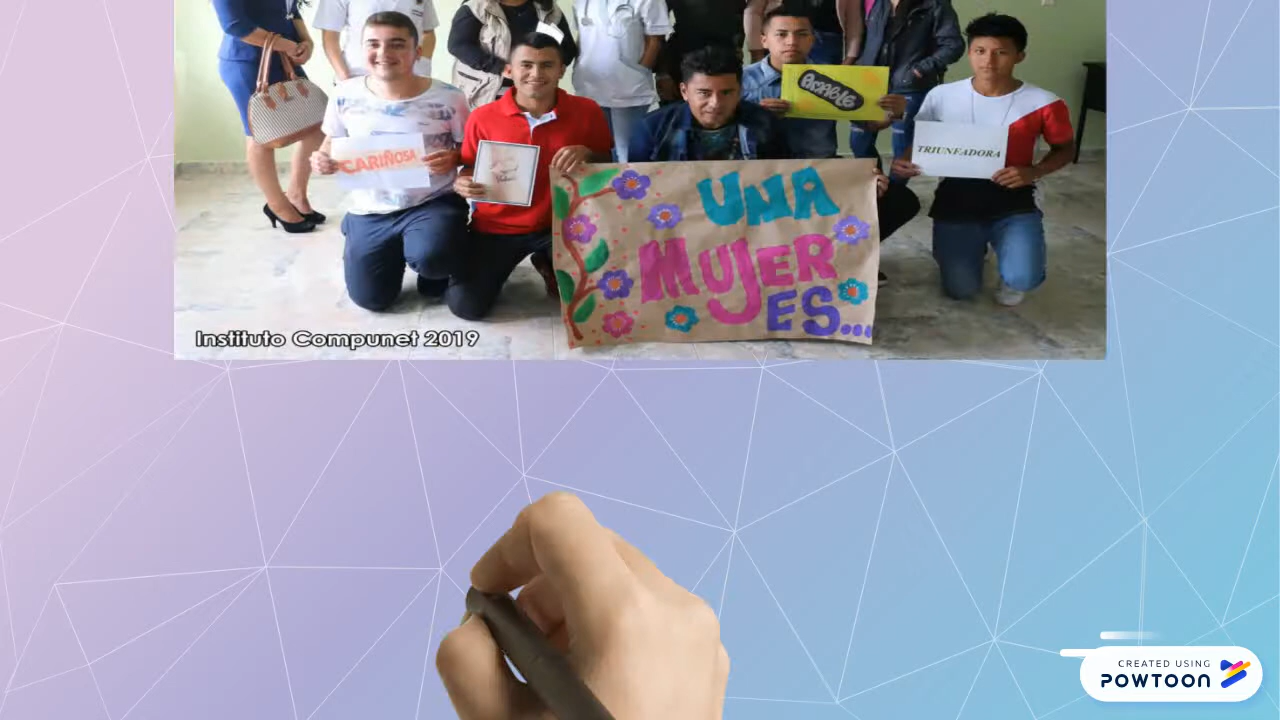 AMABLE
CARIÑOSA
TRIUNFADORA
UNA
MUJER
ES...
Instituto Compunet 2019
CREATED USING
POWTOON